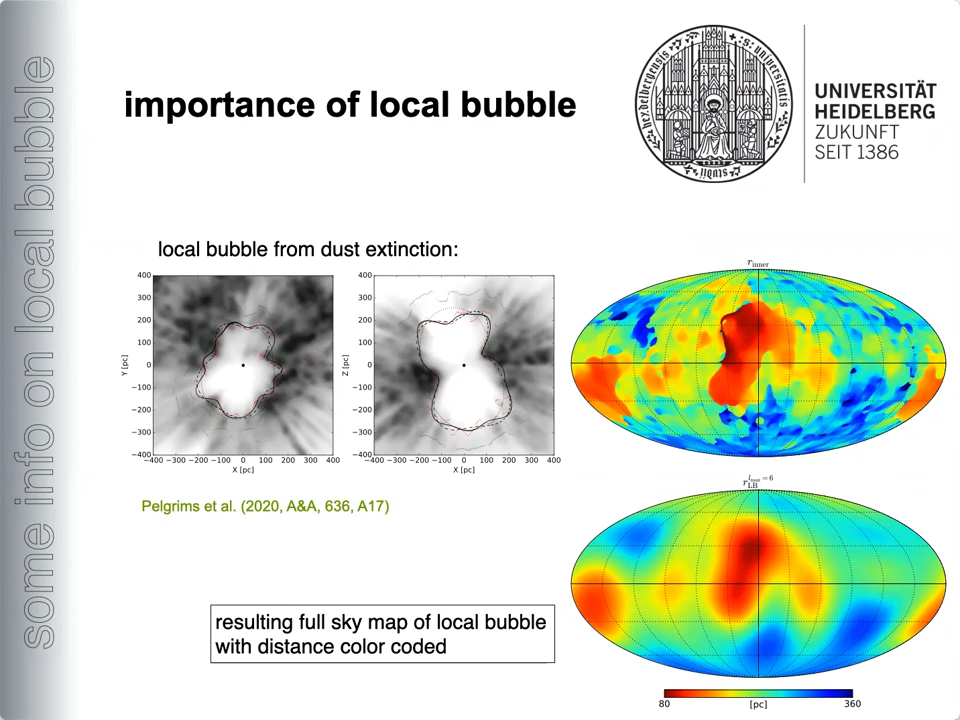 some info on local bubble
importance of local bubble
UNIVERSITÄT
HEIDELBERG
ZUKUNFT
SEIT 1386
local bubble from dust extinction:
400
300
200
100
0
−100
−200
−300
−400
Y [pc]
−400 −300 −200 −100 0 100 200 300 400
X [pc]
400
300
200
100
0
−100
−200
−300
−400
Z [pc]
−400 −300 −200 −100 0 100 200 300 400
X [pc]
r_inner
Pelgrims et al. (2020, A&A, 636, A17)
r_LB^{l_max=6}
resulting full sky map of local bubble
with distance color coded
80 [pc] 360